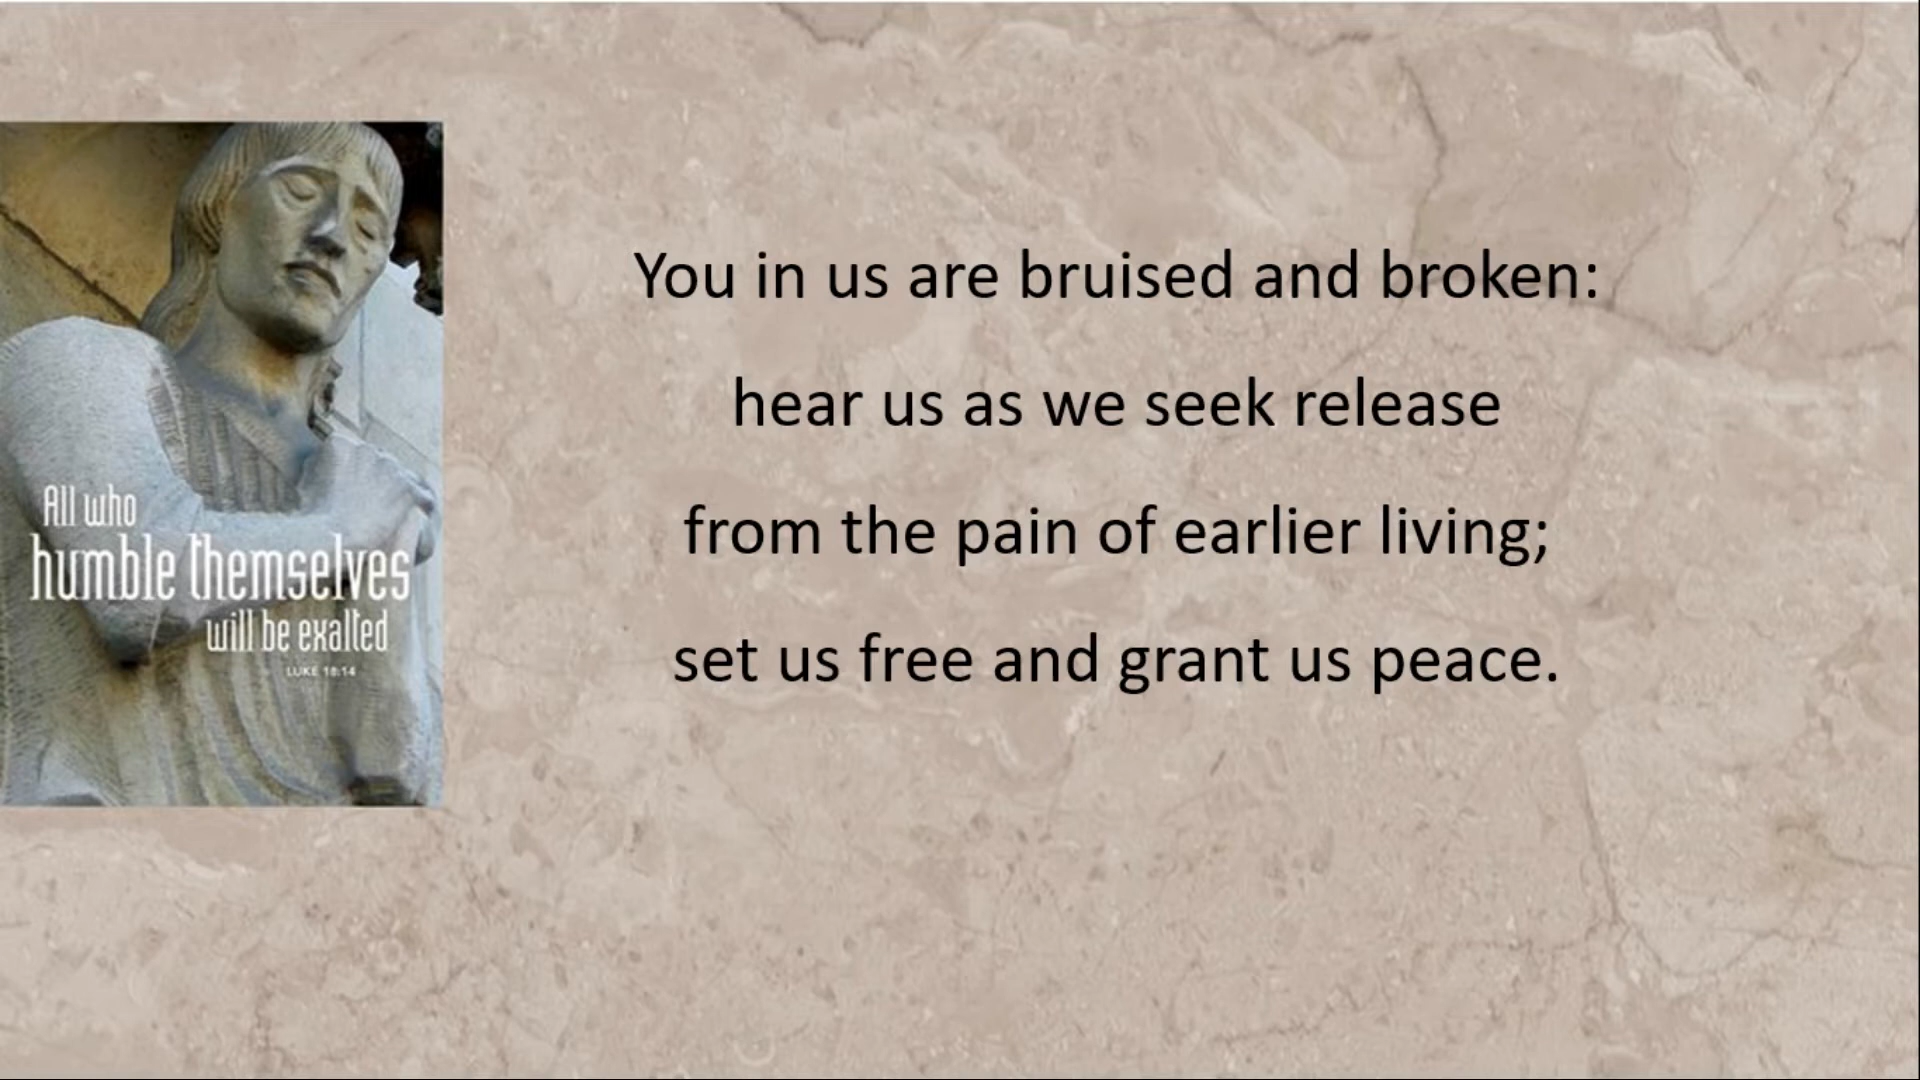 All who
humble themselves
will be exalted
LUKE 18:14
You in us are bruised and broken:
hear us as we seek release
from the pain of earlier living;
set us free and grant us peace.